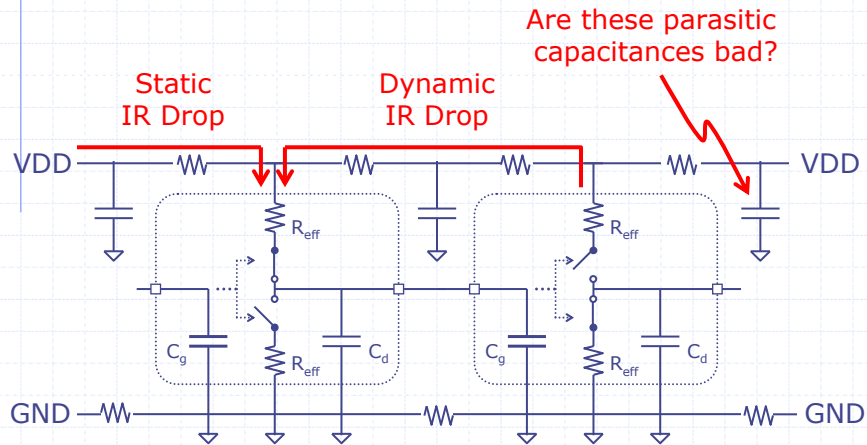 Are these parasitic
capacitances bad?
Static
IR Drop
Dynamic
IR Drop
VDD
VDD
Reff
Reff
Cg
Cd
Cg
Cd
Reff
Reff
GND
GND